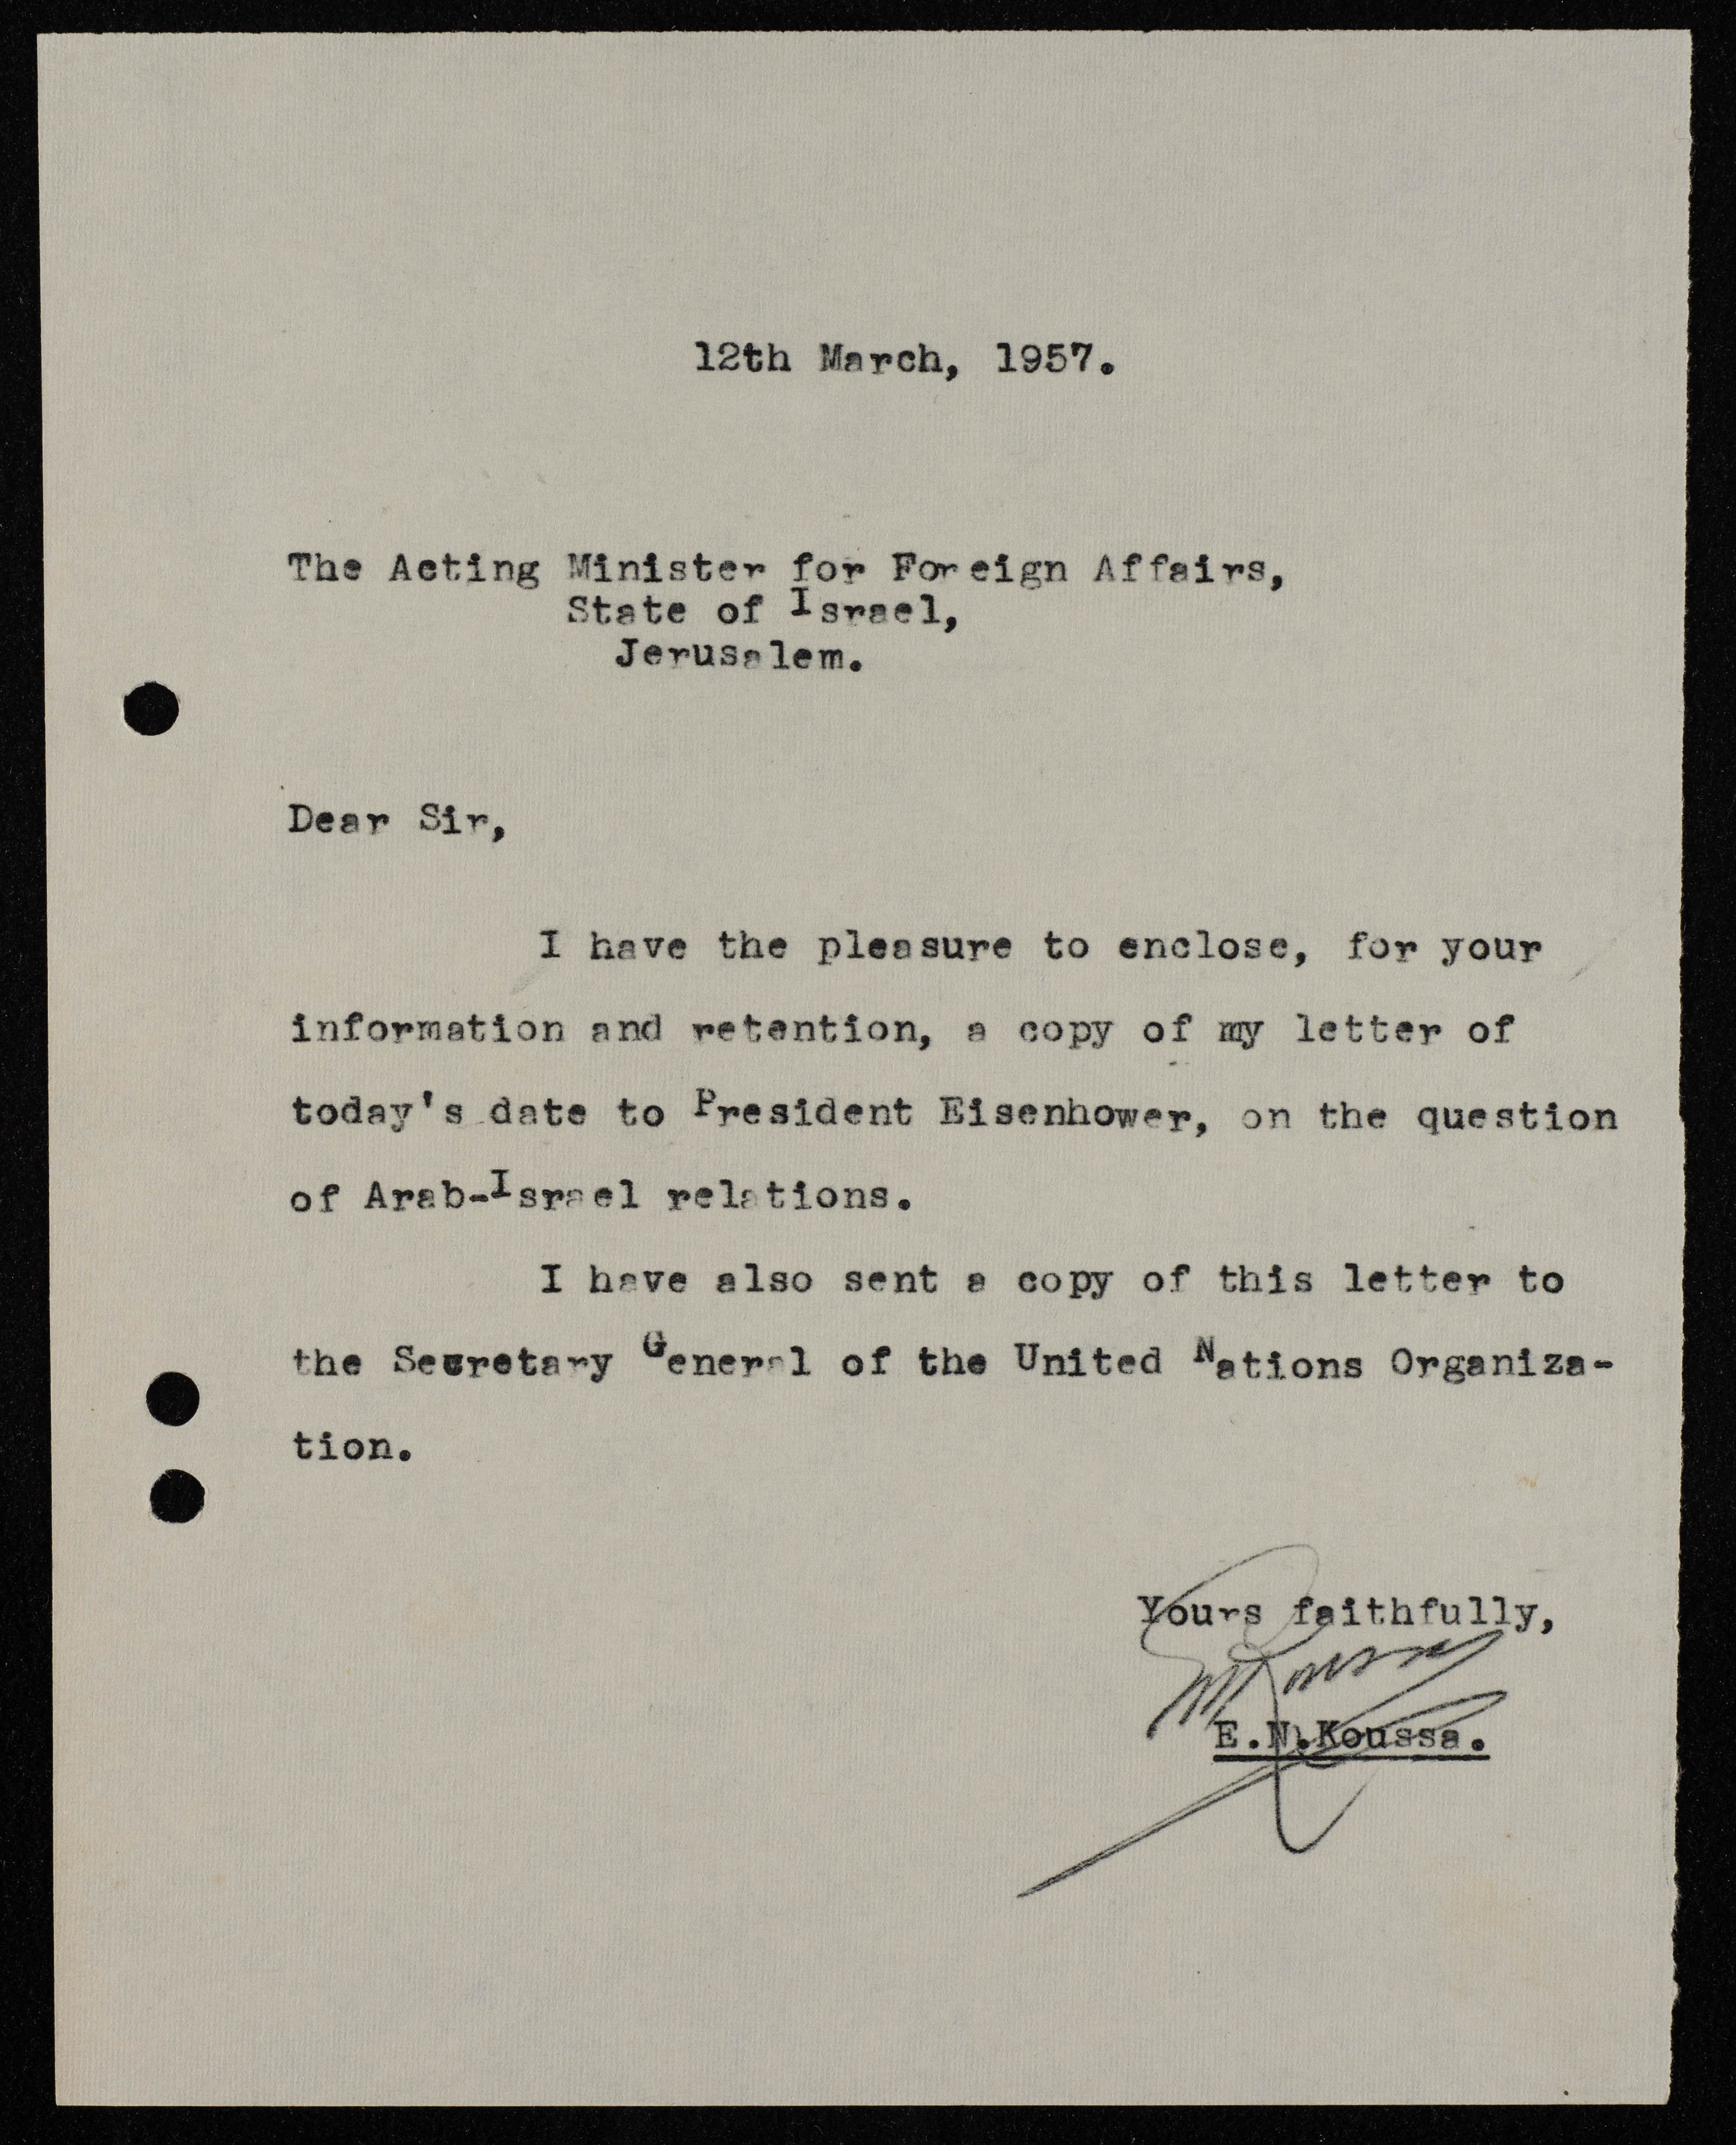 12th March, 1957.
The Acting Minister for Foreign Affairs,
State of Israel,
Jerusalem.
Dear Sir,
I have the pleasure to enclose, for your
information and retention, a copy of my letter of
today's date to President Eisenhower, on the question
of Arab-Israel relations.
I have also sent a copy of this letter to
the Secretary General of the United Nations Organiza-
tion.
Yours faithfully,
E.N.Koussa.